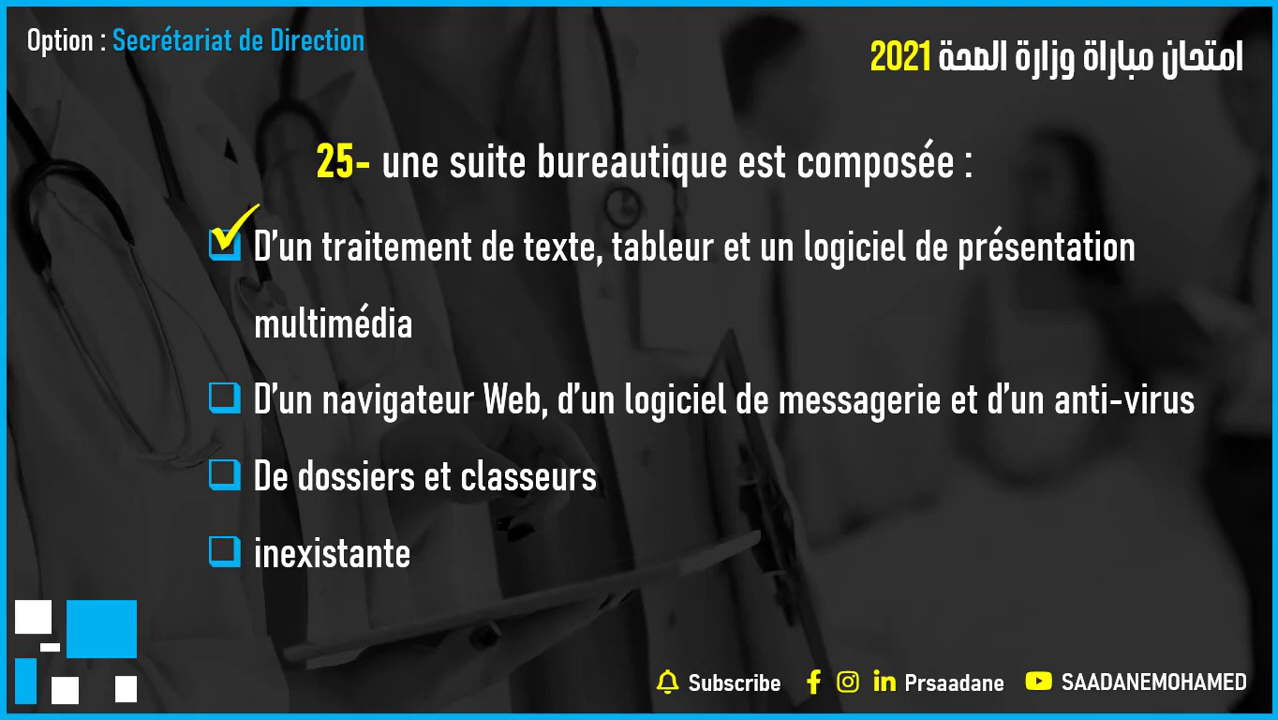 Option : Secrétariat de Direction
امتحان مباراة وزارة الصحة 2021
25- une suite bureautique est composée :
D’un traitement de texte, tableur et un logiciel de présentation
multimédia
D’un navigateur Web, d’un logiciel de messagerie et d’un anti-virus
De dossiers et classeurs
inexistante
Subscribe Prsaadane SAADANEMOHAMED